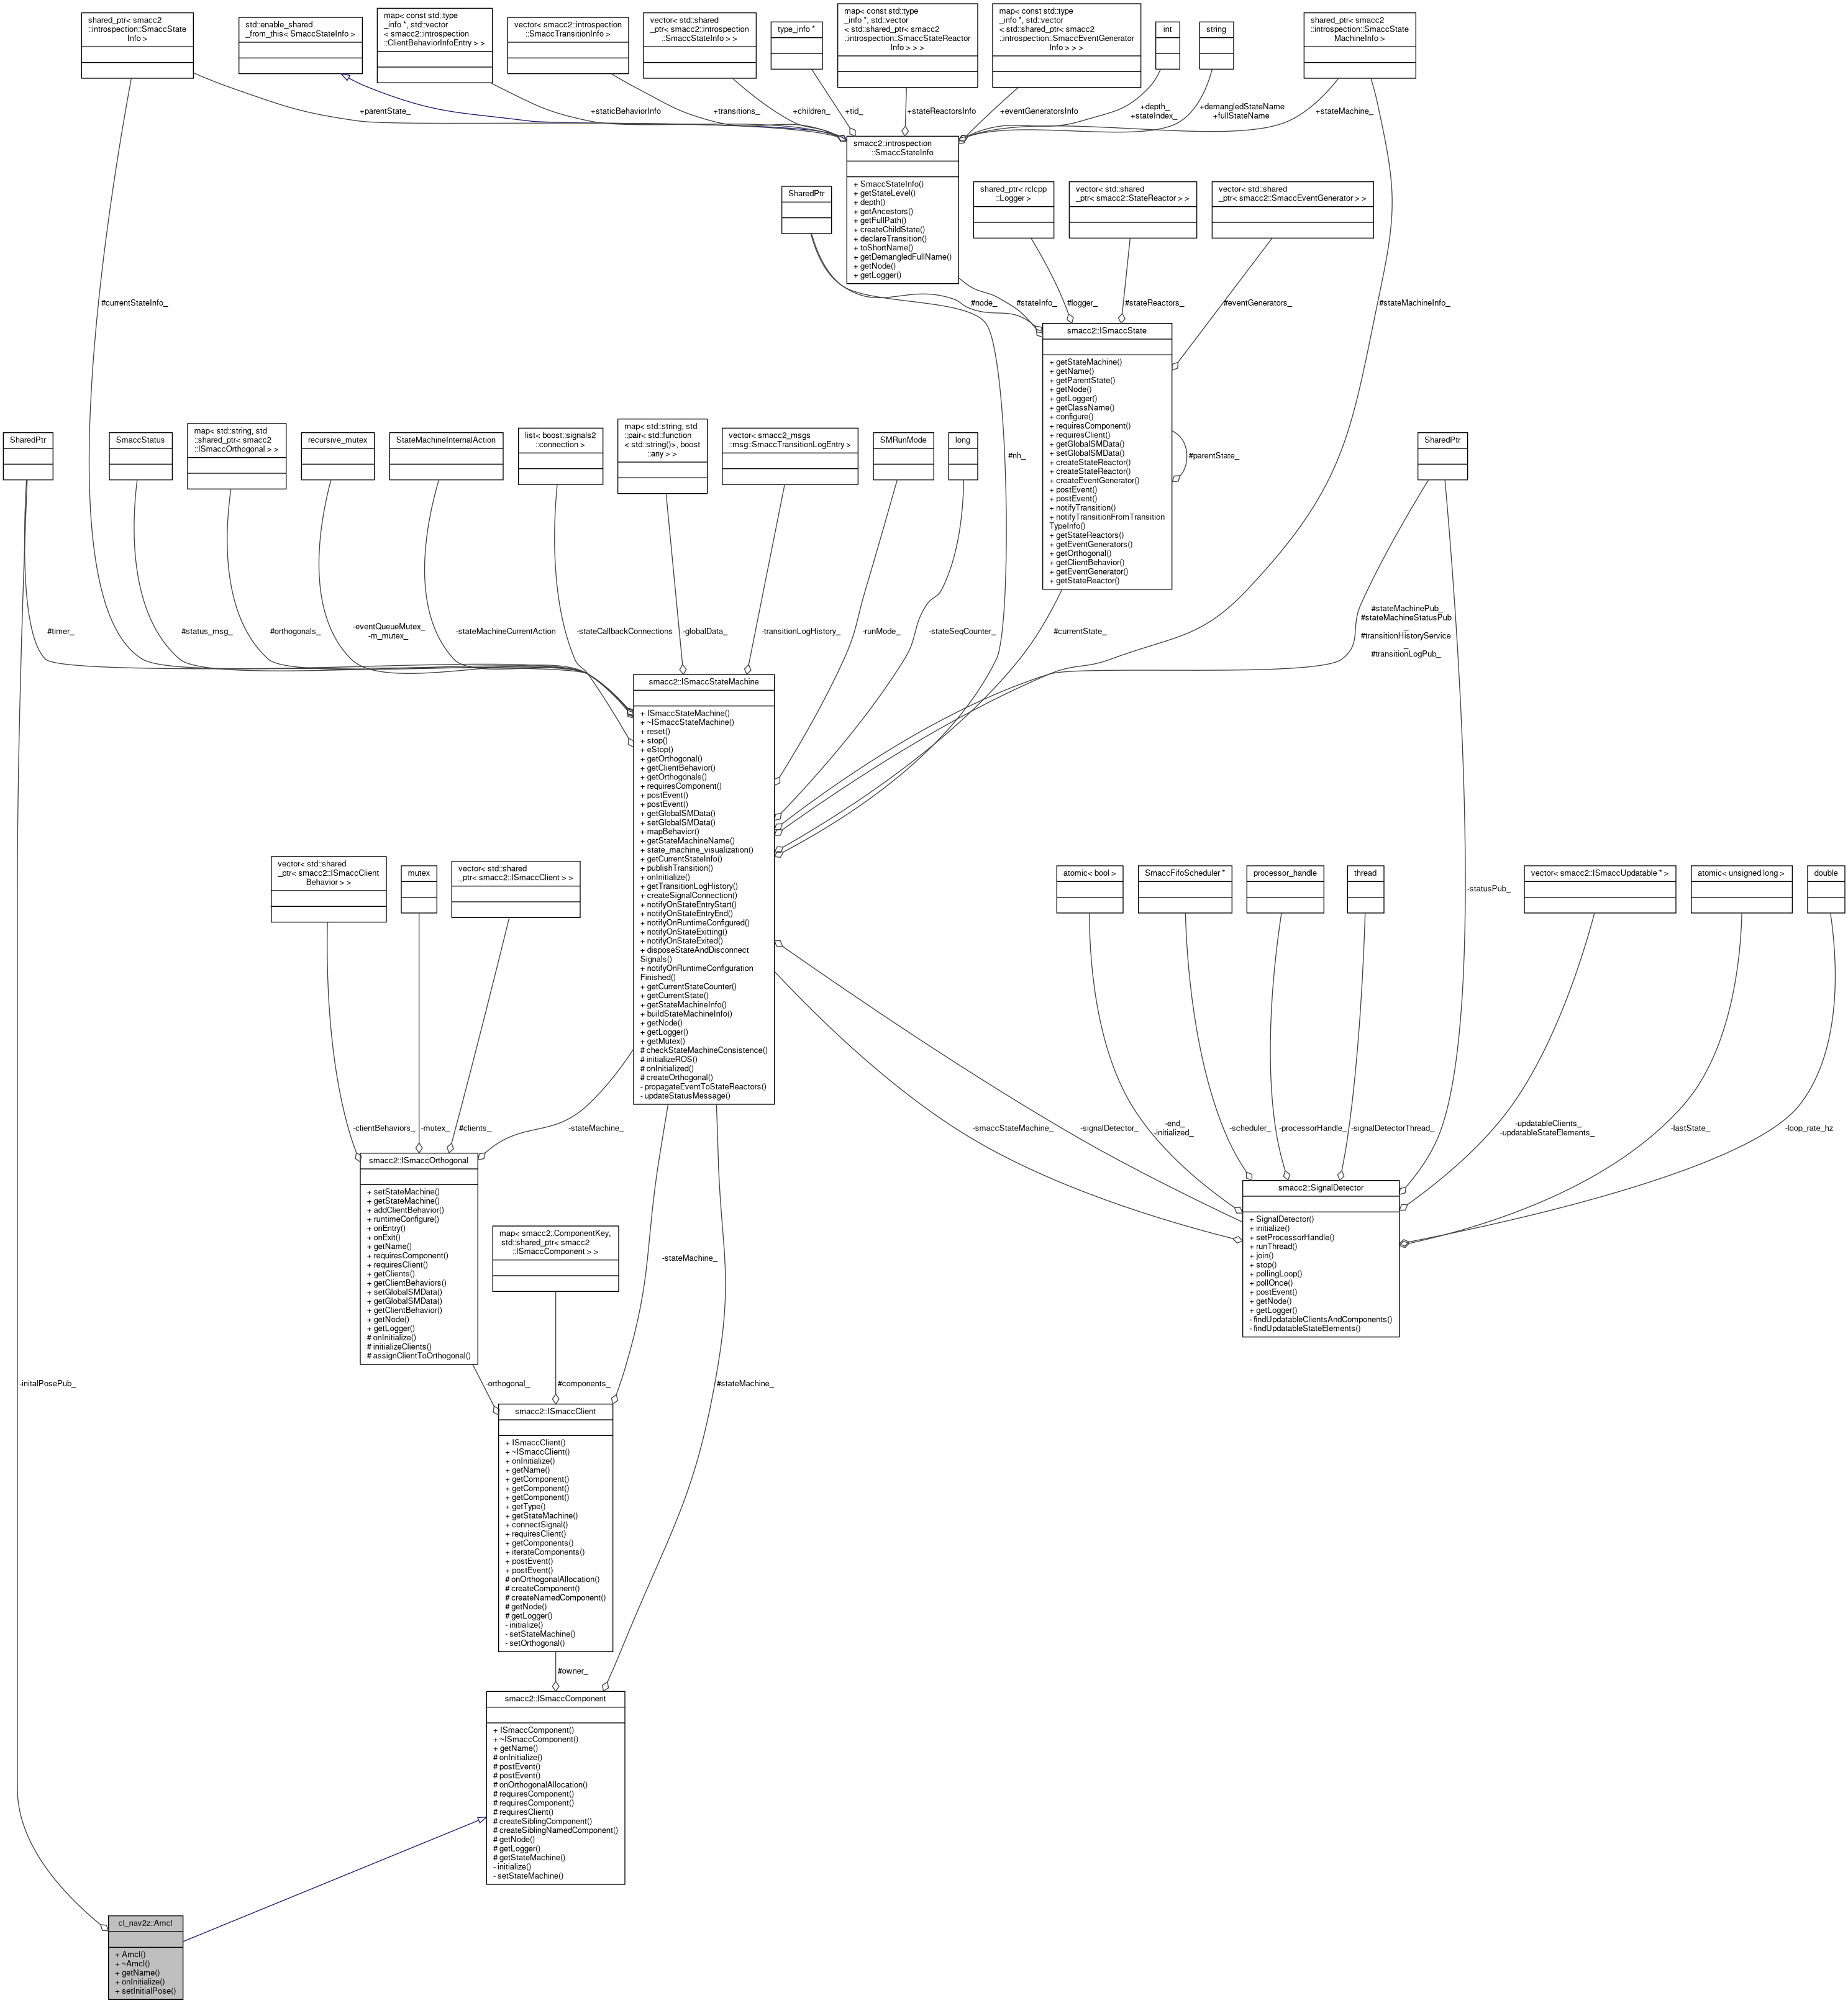 shared_ptr< smacc2
::introspection::SmaccState
Info >
std::enable_shared
_from_this< SmaccStateInfo >
map< const std::type
_info *, std::vector
< smacc2::introspection
::ClientBehaviorInfoEntry > >
vector< smacc2::introspection
::SmaccTransitionInfo >
vector< std::shared
_ptr< smacc2::introspection
::SmaccStateInfo > >
type_info *
map< const std::type
_info *, std::vector
< std::shared_ptr< smacc2
::introspection::SmaccStateReactor
Info > > >
map< const std::type
_info *, std::vector
< std::shared_ptr< smacc2
::introspection::SmaccEventGenerator
Info > > >
int
string
shared_ptr< smacc2
::introspection::SmaccState
MachineInfo >
+parentState_
+staticBehaviorInfo
+transitions_
+children_
+tid_
+stateReactorsInfo
+eventGeneratorsInfo
+depth_
+stateIndex_
+demangledStateName
+fullStateName
+stateMachine_
smacc2::introspection
::SmaccStateInfo
+ SmaccStateInfo()
+ getStateLevel()
+ depth()
+ getAncestors()
+ getFullPath()
+ createChildState()
+ declareTransition()
+ toShortName()
+ getDemangledFullName()
+ getNode()
+ getLogger()
SharedPtr
shared_ptr< rclcpp
::Logger >
vector< std::shared
_ptr< smacc2::StateReactor > >
vector< std::shared
_ptr< smacc2::SmaccEventGenerator > >
#currentStateInfo_
#node_
#stateInfo_
#logger_
#stateReactors_
#eventGenerators_
#stateMachineInfo_
smacc2::ISmaccState
+ getStateMachine()
+ getName()
+ getParentState()
+ getNode()
+ getLogger()
+ getClassName()
+ configure()
+ requiresComponent()
+ requiresClient()
+ getGlobalSMData()
+ setGlobalSMData()
+ createStateReactor()
+ createStateReactor()
+ createEventGenerator()
+ postEvent()
+ postEvent()
+ notifyTransition()
+ notifyTransitionFromTransition
TypeInfo()
+ getStateReactors()
+ getEventGenerators()
+ getOrthogonal()
+ getClientBehavior()
+ getEventGenerator()
+ getStateReactor()
#parentState_
SharedPtr
SmaccStatus
map< std::string, std
::shared_ptr< smacc2
::ISmaccOrthogonal > >
recursive_mutex
StateMachineInternalAction
list< boost::signals2
::connection >
map< std::string, std
::pair< std::function
< std::string()>, boost
::any > >
vector< smacc2_msgs
::msg::SmaccTransitionLogEntry >
SMRunMode
long
#nh_
SharedPtr
#timer_
#status_msg_
#orthogonals_
-eventQueueMutex_
-m_mutex_
-stateMachineCurrentAction
-stateCallbackConnections
-globalData_
-transitionLogHistory_
-runMode_
-stateSeqCounter_
#currentState_
#stateMachinePub_
#stateMachineStatusPub
_
#transitionHistoryService
_
#transitionLogPub_
smacc2::ISmaccStateMachine
+ ISmaccStateMachine()
+ ~ISmaccStateMachine()
+ reset()
+ stop()
+ eStop()
+ getOrthogonal()
+ getClientBehavior()
+ getOrthogonals()
+ requiresComponent()
+ postEvent()
+ postEvent()
+ getGlobalSMData()
+ setGlobalSMData()
+ mapBehavior()
+ getStateMachineName()
+ state_machine_visualization()
+ getCurrentStateInfo()
+ publishTransition()
+ onInitialize()
+ getTransitionLogHistory()
+ createSignalConnection()
+ notifyOnStateEntryStart()
+ notifyOnStateEntryEnd()
+ notifyOnRuntimeConfigured()
+ notifyOnStateExitting()
+ notifyOnStateExited()
+ disposeStateAndDisconnect
Signals()
+ notifyOnRuntimeConfiguration
Finished()
+ getCurrentStateCounter()
+ getCurrentState()
+ getStateMachineInfo()
+ buildStateMachineInfo()
+ getNode()
+ getLogger()
+ getMutex()
# checkStateMachineConsistence()
# initializeROS()
# onInitialized()
# createOrthogonal()
- propagateEventToStateReactors()
- updateStatusMessage()
vector< std::shared
_ptr< smacc2::ISmaccClient
Behavior > >
mutex
vector< std::shared
_ptr< smacc2::ISmaccClient > >
atomic< bool >
SmaccFifoScheduler *
processor_handle
thread
-statusPub_
vector< smacc2::ISmaccUpdatable * >
atomic< unsigned long >
double
-clientBehaviors_
-mutex_
#clients_
-stateMachine_
-smaccStateMachine_
-signalDetector_
-end_
-initialized_
-scheduler_
-processorHandle_
-signalDetectorThread_
-updatableClients_
-updatableStateElements_
-lastState_
-loop_rate_hz
smacc2::ISmaccOrthogonal
+ setStateMachine()
+ getStateMachine()
+ addClientBehavior()
+ runtimeConfigure()
+ onEntry()
+ onExit()
+ getName()
+ requiresComponent()
+ requiresClient()
+ getClients()
+ getClientBehaviors()
+ setGlobalSMData()
+ getGlobalSMData()
+ getClientBehavior()
+ getNode()
+ getLogger()
# onInitialize()
# initializeClients()
# assignClientToOrthogonal()
smacc2::SignalDetector
+ SignalDetector()
+ initialize()
+ setProcessorHandle()
+ runThread()
+ join()
+ stop()
+ pollingLoop()
+ pollOnce()
+ postEvent()
+ getNode()
+ getLogger()
- findUpdatableClientsAndComponents()
- findUpdatableStateElements()
map< smacc2::ComponentKey,
std::shared_ptr< smacc2
::ISmaccComponent > >
-stateMachine_
-initalPosePub_
-orthogonal_
#components_
#stateMachine_
smacc2::ISmaccClient
+ ISmaccClient()
+ ~ISmaccClient()
+ onInitialize()
+ getName()
+ getComponent()
+ getComponent()
+ getComponent()
+ getType()
+ getStateMachine()
+ connectSignal()
+ requiresClient()
+ getComponents()
+ iterateComponents()
+ postEvent()
+ postEvent()
# onOrthogonalAllocation()
# createComponent()
# createNamedComponent()
# getNode()
# getLogger()
- initialize()
- setStateMachine()
- setOrthogonal()
#owner_
smacc2::ISmaccComponent
+ ISmaccComponent()
+ ~ISmaccComponent()
+ getName()
# onInitialize()
# postEvent()
# postEvent()
# onOrthogonalAllocation()
# requiresComponent()
# requiresComponent()
# requiresClient()
# createSiblingComponent()
# createSiblingNamedComponent()
# getNode()
# getLogger()
# getStateMachine()
- initialize()
- setStateMachine()
cl_nav2z::Amcl
+ Amcl()
+ ~Amcl()
+ getName()
+ onInitialize()
+ setInitialPose()